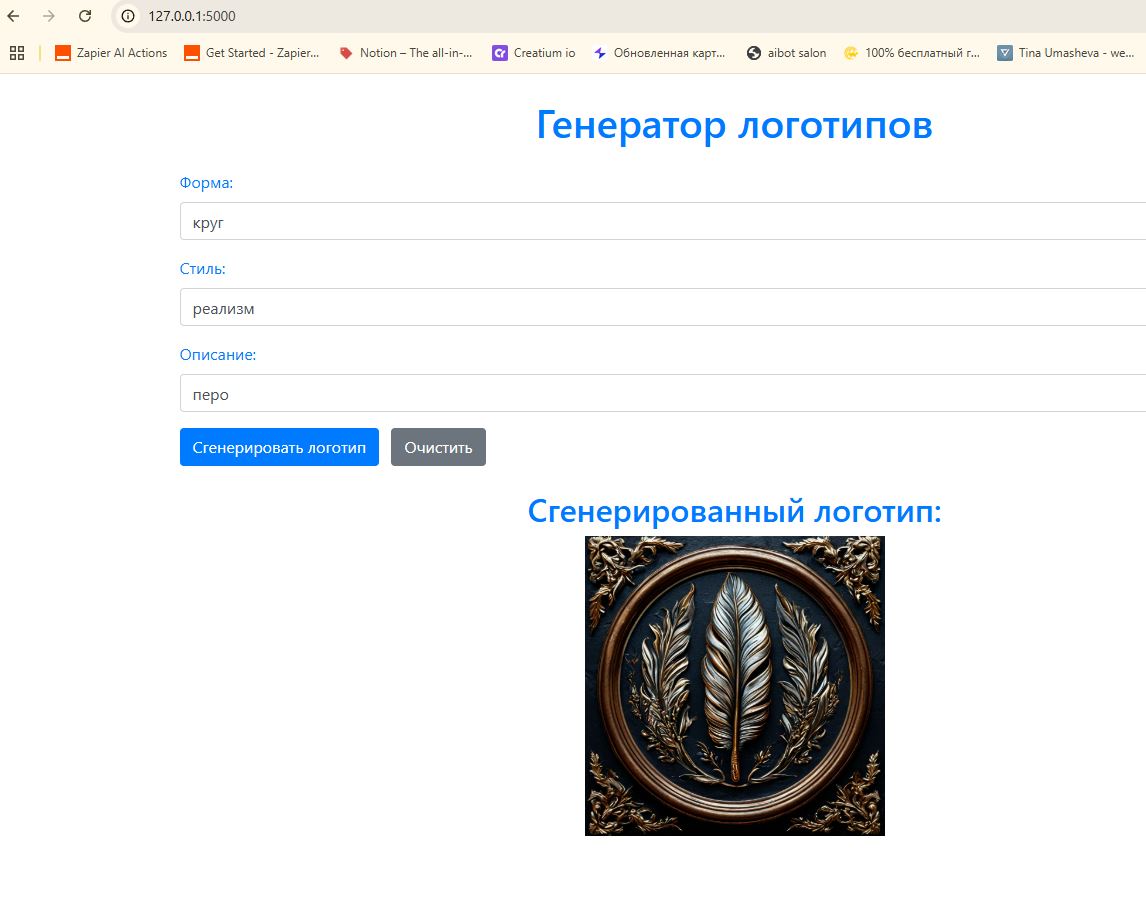 127.0.0.1:5000
Zapier AI Actions Get Started - Zapier... Notion – The all-in-... Creatium io Обновленная карт... aibot salon 100% бесплатный г... Tina Umasheva - we...
Генератор логотипов
Форма:
круг
Стиль:
реализм
Описание:
перо
Сгенерировать логотип Очистить
Сгенерированный логотип: